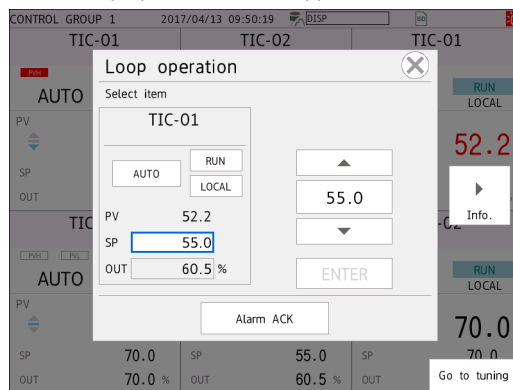 CONTROL GROUP 1 2017/04/13 09:50:19 DISP SD
TIC-01 TIC-02 TIC-01
Loop operation
PVH
AUTO
Select item
TIC-01
RUN
LOCAL
PV
AUTO
RUN
LOCAL
55.0
52.2
PV 52.2
SP
SP 55.0
OUT
OUT 60.5 %
ENTER
Info.
TIC -02
PVH PVL
AUTO
Alarm ACK
RUN
LOCAL
PV
70.0
SP 70.0 SP 55.0 SP 70.0
OUT 70.0 % OUT 60.5 % OUT
Go to tuning